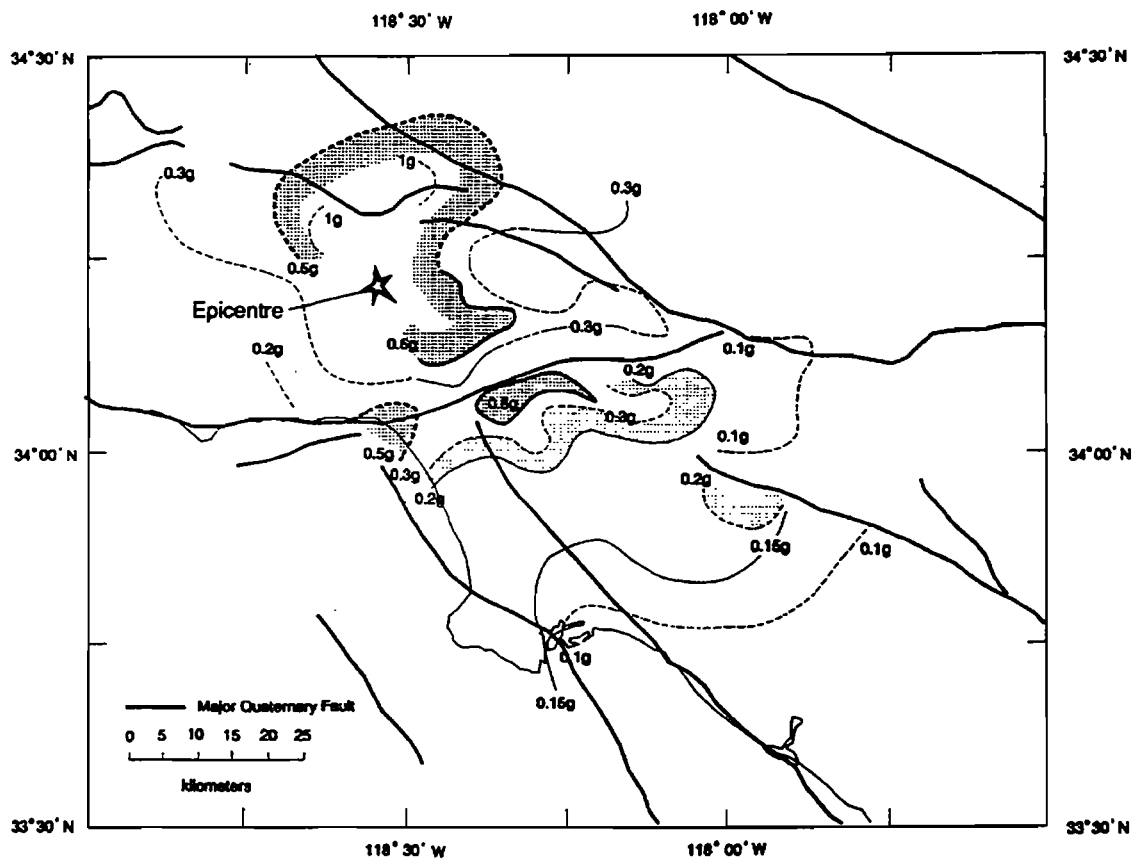 118° 30' W 118° 00' W
34° 30' N 34° 30' N
1g
0.3g
0.3g
1g
0.5g
Epicentre
0.3g
0.5g
0.2g
0.1g
0.2g
0.5g
0.3g
0.1g
34° 00' N 34° 00' N
0.5g
0.3g
0.2g
0.2g
0.15g
0.1g
0.1g
0.15g
Major Quaternary Fault
0 5 10 15 20 25
kilometers
33° 30' N 33° 30' N
118° 30' W 118° 00' W